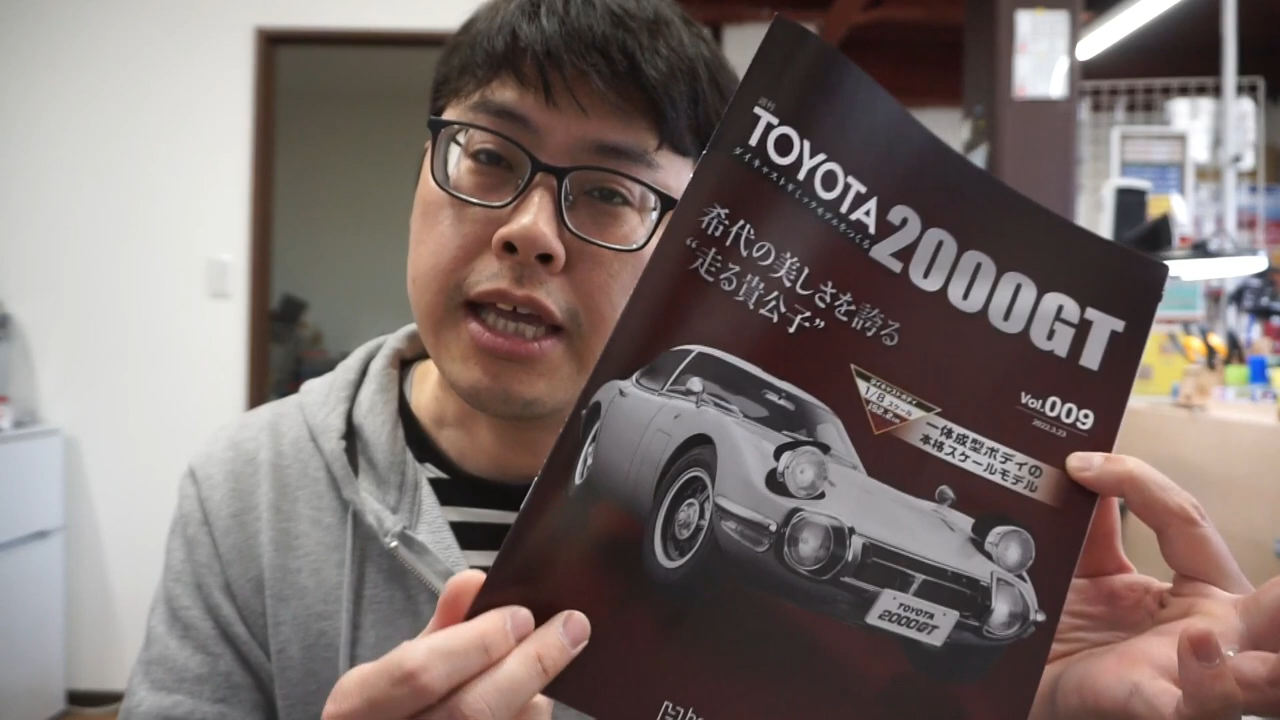 週刊
TOYOTA
2000GT
ダイキャストギミックモデルをつくる
希代の美しさを誇る
“走る貴公子”
ダイキャストボディ
1/8 スケール
Vol.009
2022.3.23
一体成型ボディの
本格スケールモデル
TOYOTA
2000GT